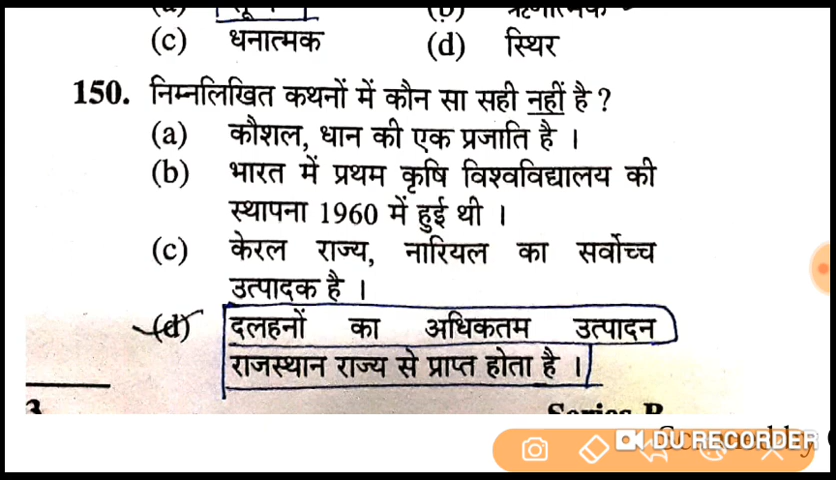 (c) धनात्मक (d) स्थिर
150. निम्नलिखित कथनों में कौन सा सही नहीं है ?
(a) कौशल, धान की एक प्रजाति है ।
(b) भारत में प्रथम कृषि विश्वविद्यालय की
स्थापना 1960 में हुई थी ।
(c) केरल राज्य, नारियल का सर्वोच्च
उत्पादक है ।
(d) दलहनों का अधिकतम उत्पादन
राजस्थान राज्य से प्राप्त होता है ।
3 Series B
DU RECORDER